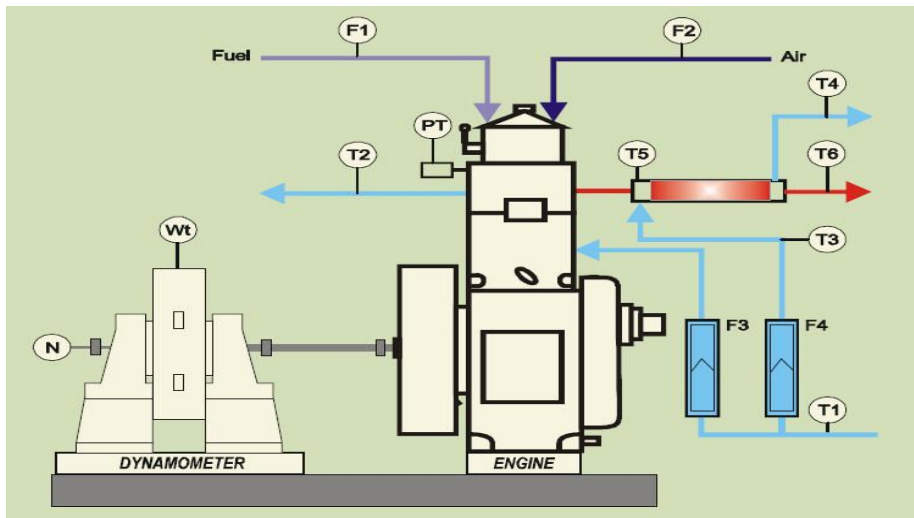 F1
F2
Fuel
Air
T4
PT
T2
T5
T6
Wt
T3
N
F3
F4
T1
DYNAMOMETER
ENGINE